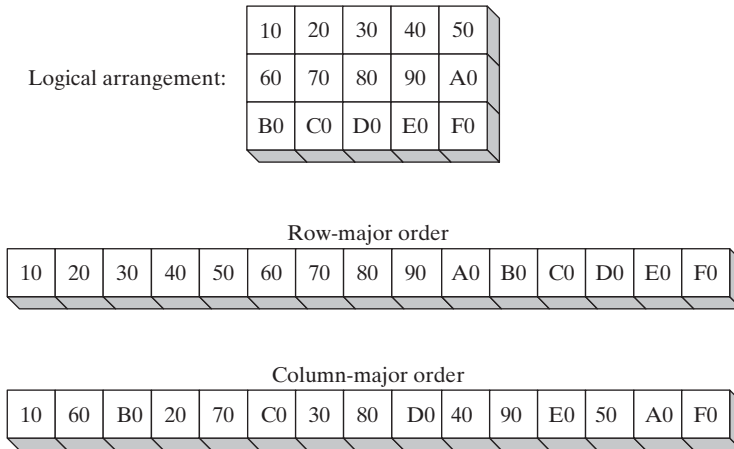 10 20 30 40 50
Logical arrangement: 60 70 80 90 A0
B0 C0 D0 E0 F0
Row-major order
10 20 30 40 50 60 70 80 90 A0 B0 C0 D0 E0 F0
Column-major order
10 60 B0 20 70 C0 30 80 D0 40 90 E0 50 A0 F0